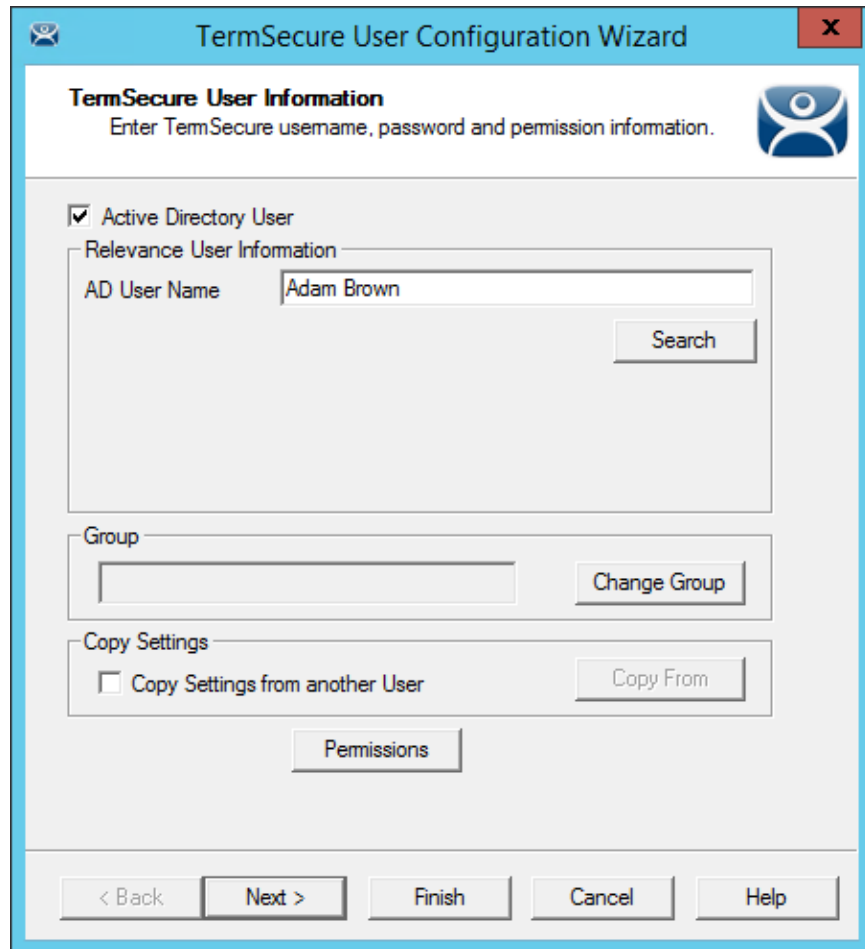 TermSecure User Configuration Wizard
x
TermSecure User Information
Enter TermSecure username, password and permission information.
Active Directory User
Relevance User Information
AD User Name
Adam Brown
Search
Group
Change Group
Copy Settings
Copy Settings from another User
Copy From
Permissions
< Back
Next >
Finish
Cancel
Help